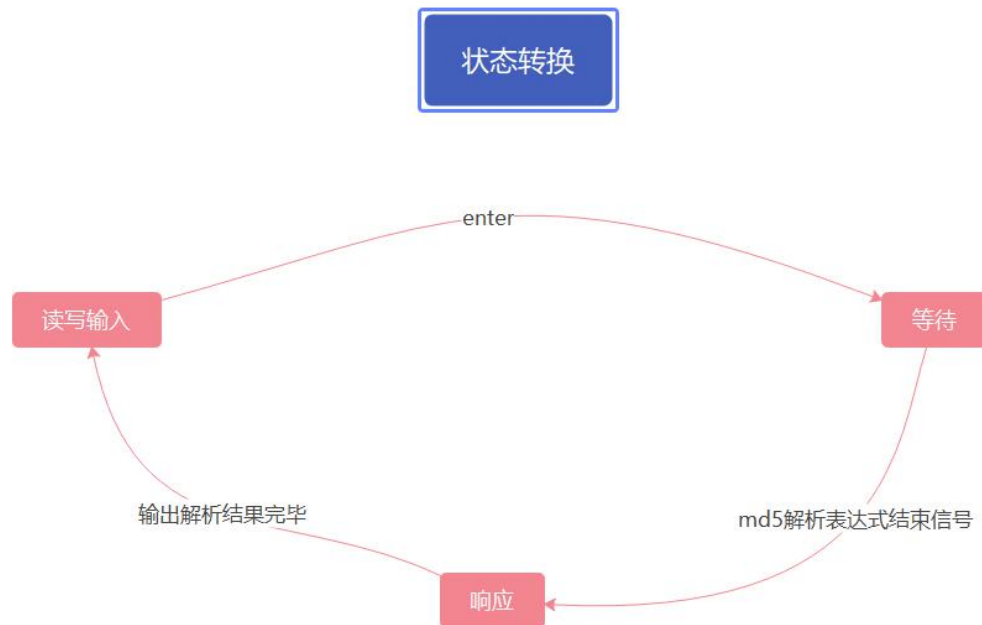 状态转换
enter
读写输入
等待
输出解析结果完毕
md5解析表达式结束信号
响应